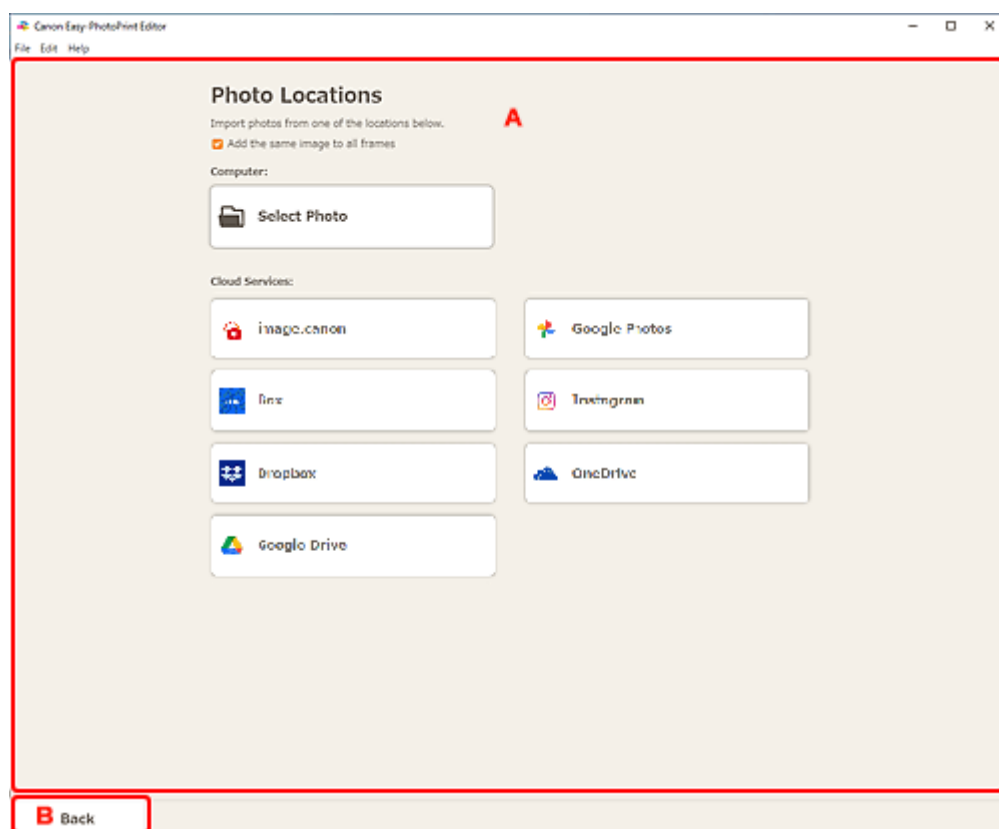 Canon Easy-PhotoPrint Editor
File Edit Help
Photo Locations
A
Import photos from one of the locations below.
Add the same image to all frames
Computer:
Select Photo
Cloud Services:
image.canon
Google Photos
Box
Instagram
Dropbox
OneDrive
Google Drive
B Back